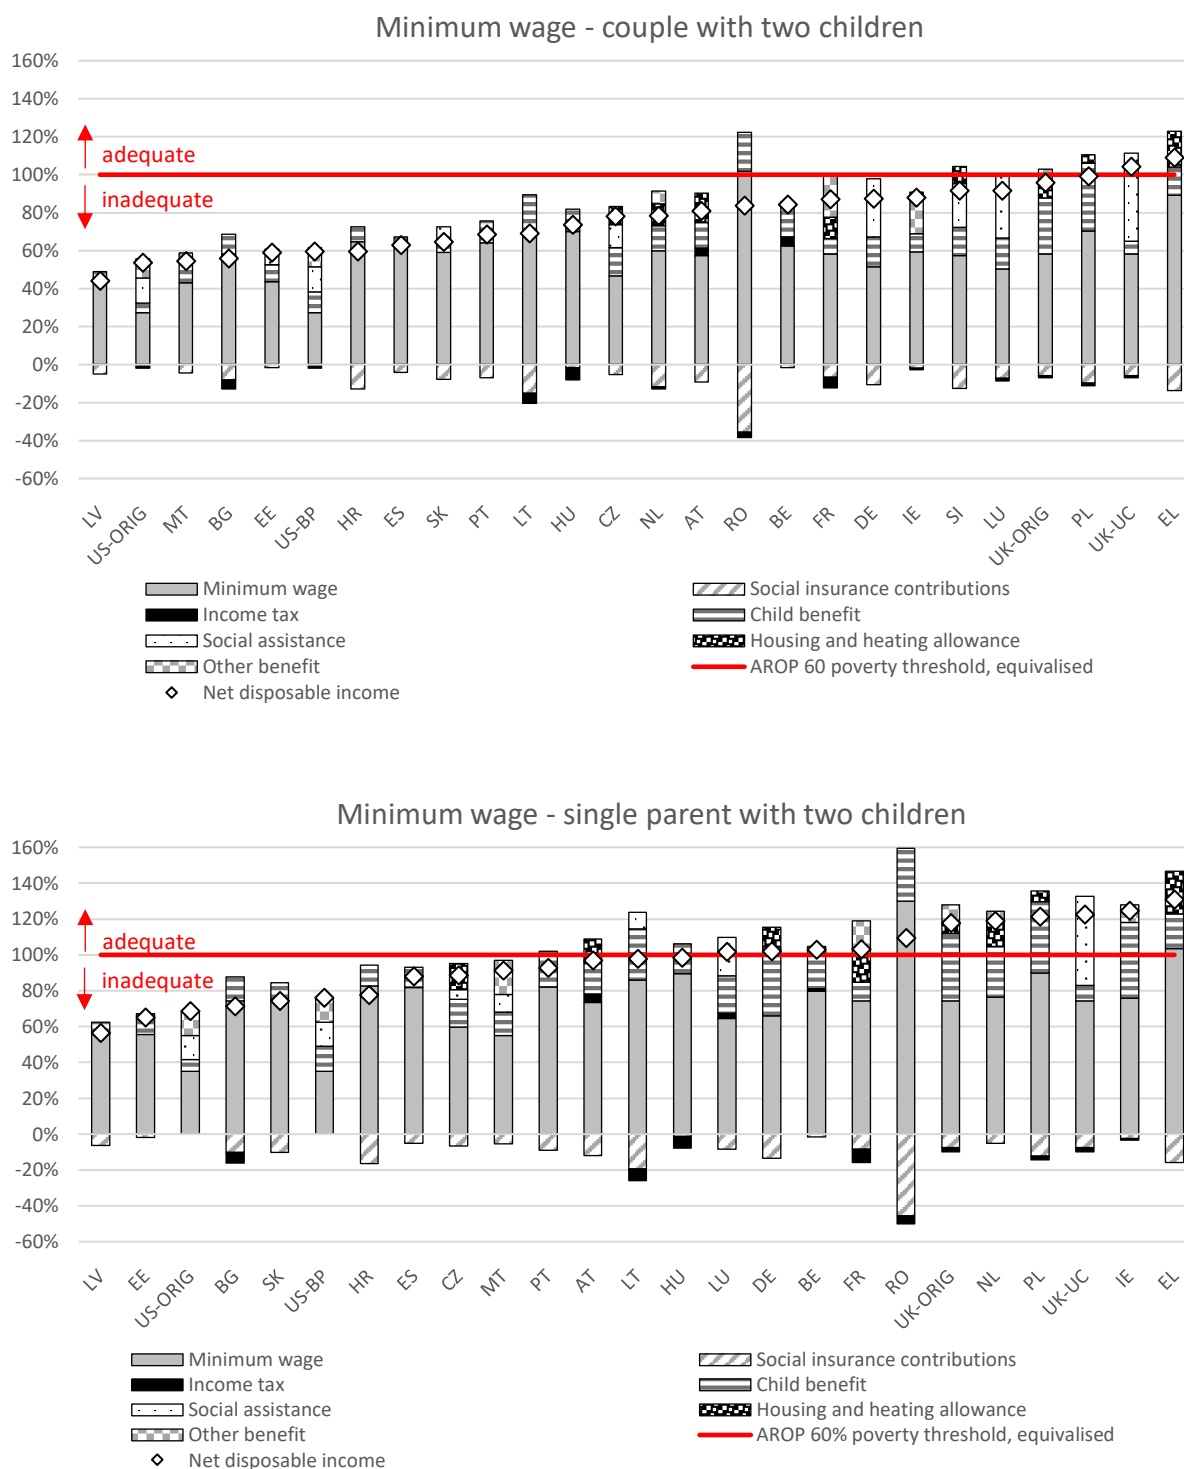 Minimum wage - couple with two children
160%
140%
120%
100%
80%
60%
40%
20%
0%
-20%
-40%
-60%
adequate
inadequate
LV
US-ORIG
MT
BG
EE
US-BP
HR
ES
SK
PT
LT
HU
CZ
NL
AT
RO
BE
FR
DE
IE
SI
LU
UK-ORIG
PL
UK-UC
EL
Minimum wage
Social insurance contributions
Income tax
Child benefit
Social assistance
Housing and heating allowance
Other benefit
AROP 60 poverty threshold, equivalised
Net disposable income
Minimum wage - single parent with two children
160%
140%
120%
100%
80%
60%
40%
20%
0%
-20%
-40%
-60%
adequate
inadequate
LV
EE
US-ORIG
BG
SK
US-BP
HR
ES
CZ
MT
PT
AT
LT
HU
LU
DE
BE
FR
RO
UK-ORIG
NL
PL
UK-UC
IE
EL
Minimum wage
Social insurance contributions
Income tax
Child benefit
Social assistance
Housing and heating allowance
Other benefit
AROP 60% poverty threshold, equivalised
Net disposable income